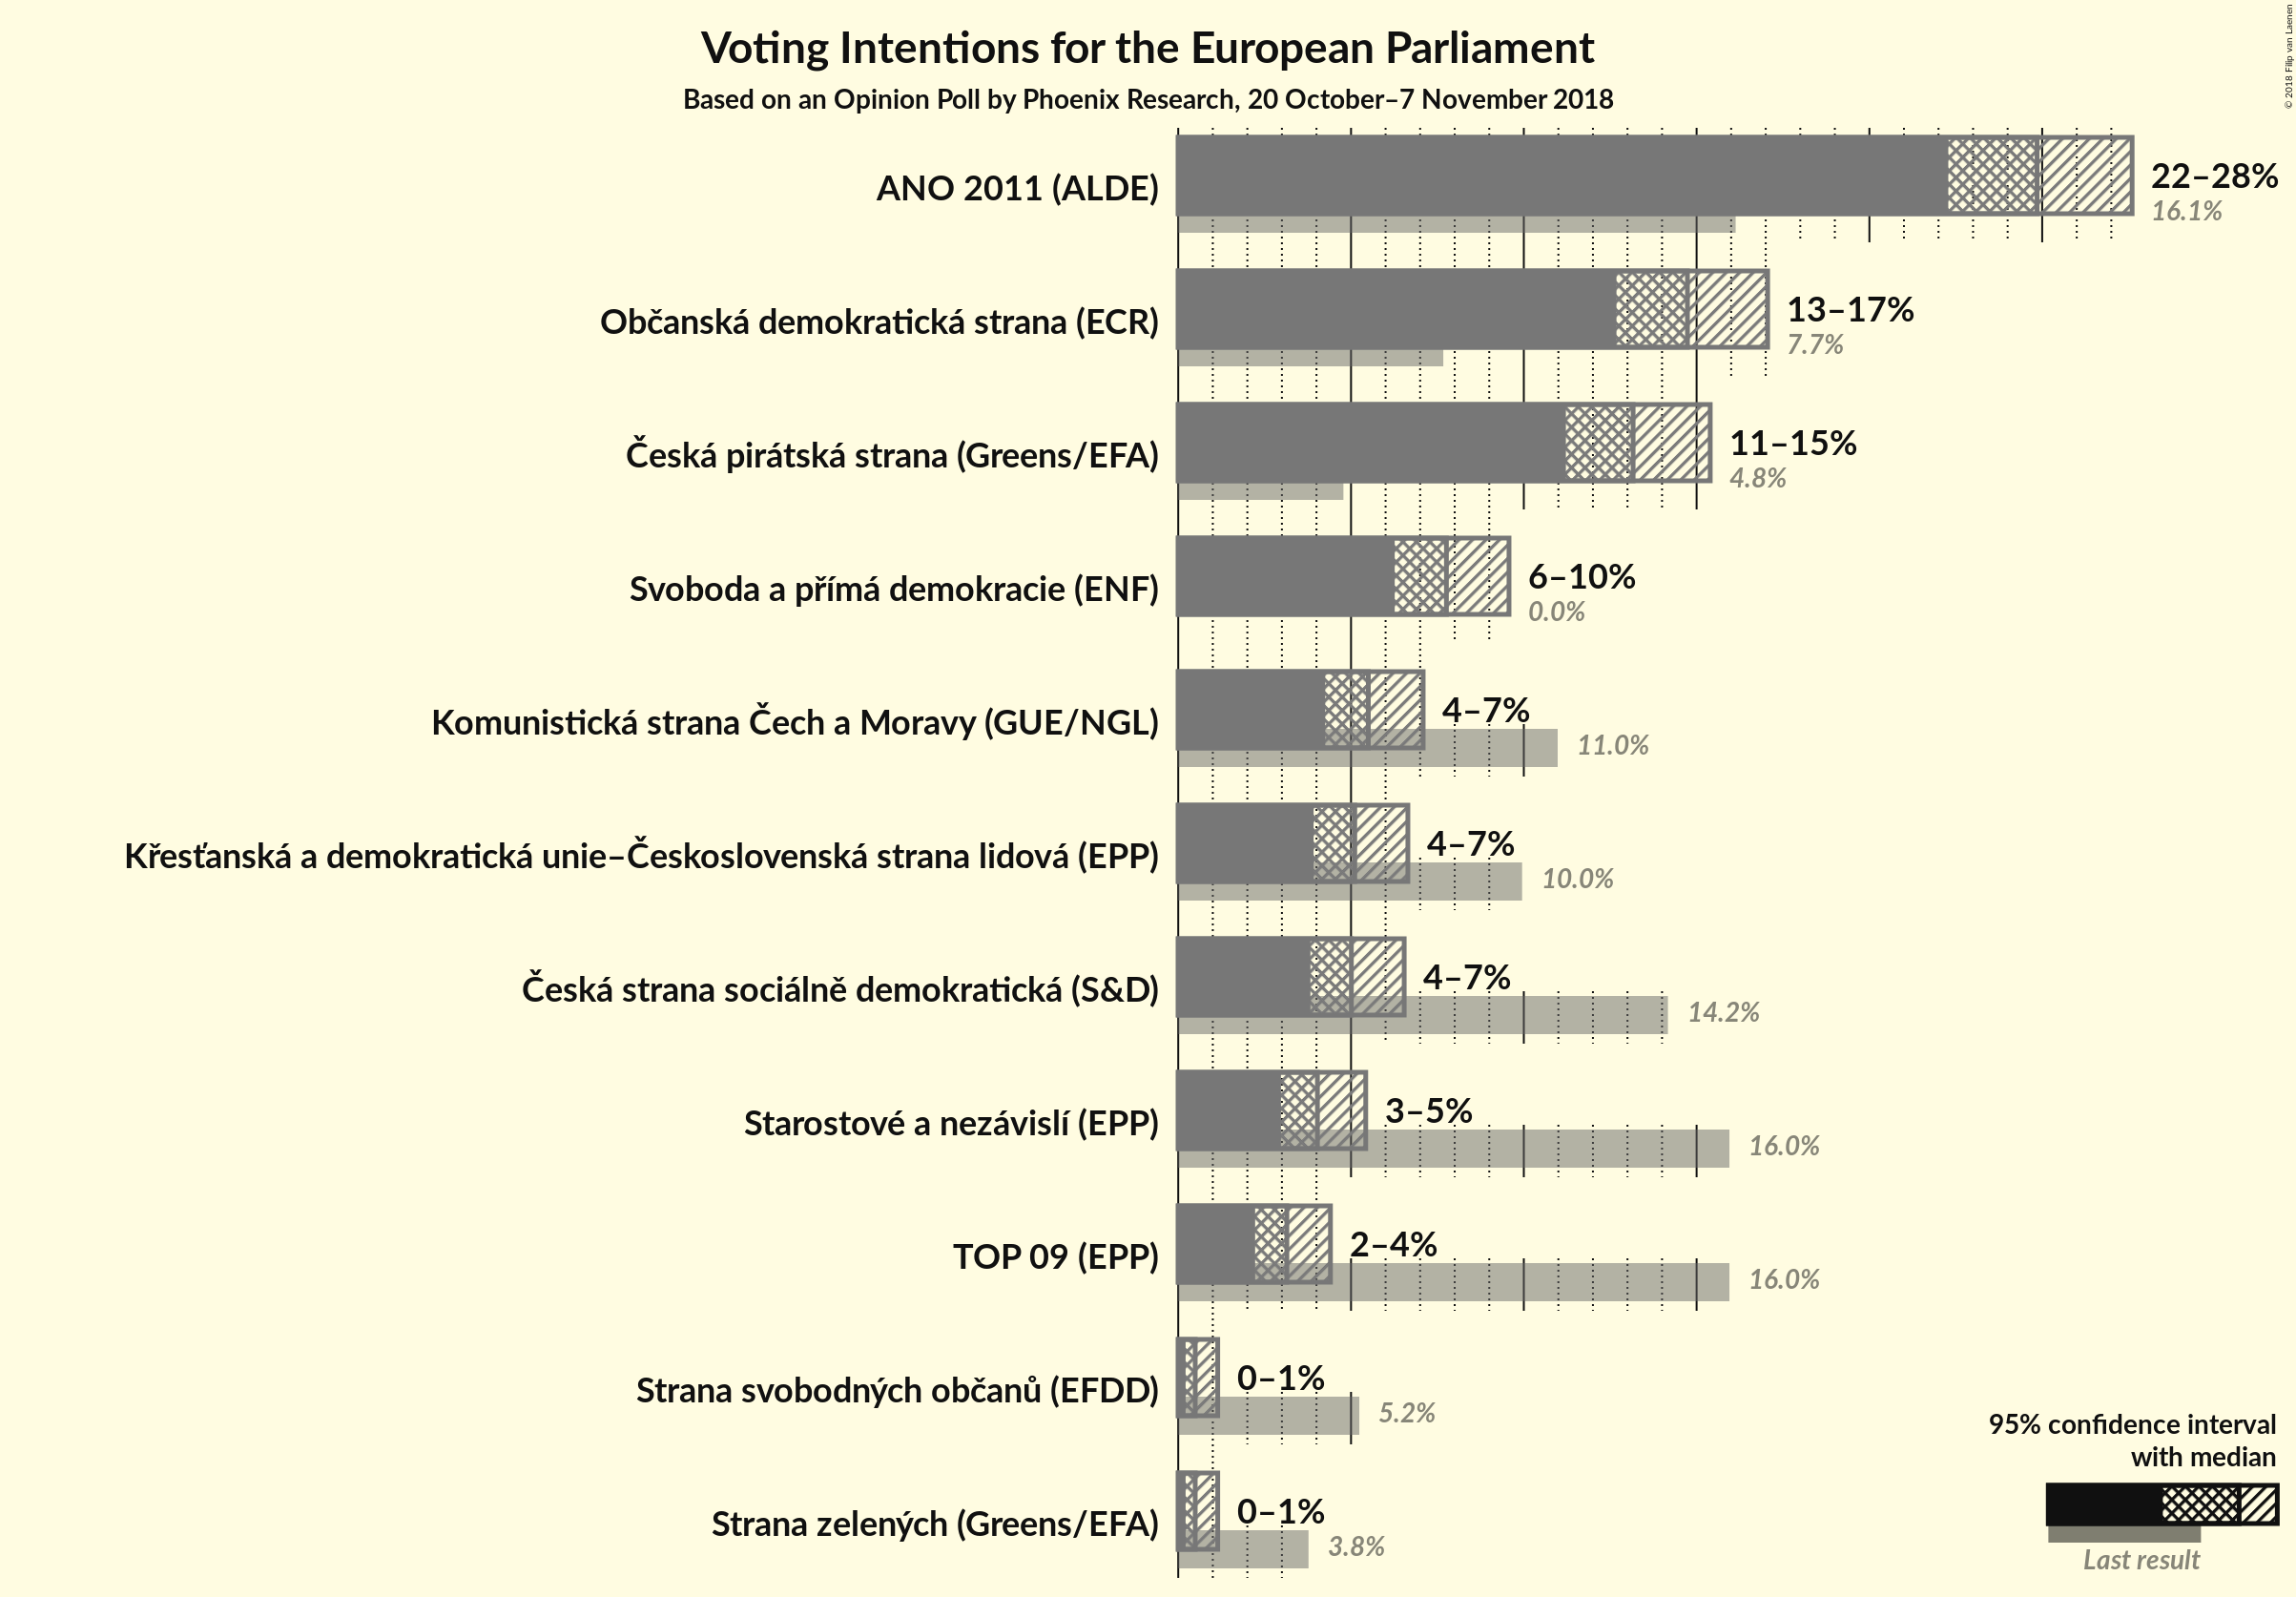 Voting Intentions for the European Parliament
Based on an Opinion Poll by Phoenix Research, 20 October–7 November 2018
© 2018 Filip van Laenen
ANO 2011 (ALDE)
22–28%
16.1%
Občanská demokratická strana (ECR)
13–17%
7.7%
Česká pirátská strana (Greens/EFA)
11–15%
4.8%
Svoboda a přímá demokracie (ENF)
6–10%
0.0%
Komunistická strana Čech a Moravy (GUE/NGL)
4–7%
11.0%
Křesťanská a demokratická unie–Československá strana lidová (EPP)
4–7%
10.0%
Česká strana sociálně demokratická (S&D)
4–7%
14.2%
Starostové a nezávislí (EPP)
3–5%
16.0%
TOP 09 (EPP)
2–4%
16.0%
Strana svobodných občanů (EFDD)
0–1%
5.2%
Strana zelených (Greens/EFA)
0–1%
3.8%
95% confidence interval
with median
Last result